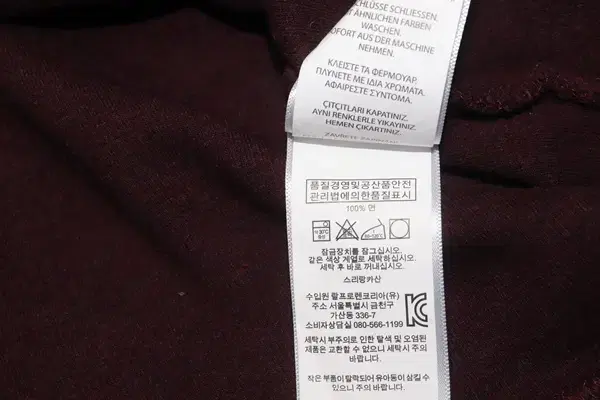 SCHLÜSSE SCHLIESSEN.
T ÄHNLICHEN FARBEN
WASCHEN.
OFORT AUS DER MASCHINE
NEHMEN.
ΚΛΕΙΣΤΕ ΤΑ ΦΕΡΜΟΥΑΡ.
ΠΛΥΝΕΤΕ ΜΕ ΙΔΙΑ ΧΡΩΜΑΤΑ.
ΑΦΑΙΡΕΣΤΕ ΣΥΝΤΟΜΑ.
ÇITÇITLARI KAPATINIZ.
AYNI RENKLERLE YIKAYINIZ.
HEMEN ÇIKARTINIZ.
품질경영및공산품안전
관리법에의한품질표시
100% 면
잠금장치를 잠그십시오.
같은 색상 계열로 세탁하십시오.
세탁 후 바로 꺼내십시오.
스리랑카산
수입원 랄프로렌코리아(유)
주소 서울특별시 금천구
가산동 336-7
소비자상담실 080-566-1199
세탁시 부주의로 인한 탈색 및 오염된
제품은 교환할 수 없으니 세탁시 주의
바랍니다.
작은 부품이 탈락되어 유아동이 삼킬 수
있으니 주의 바랍니다.